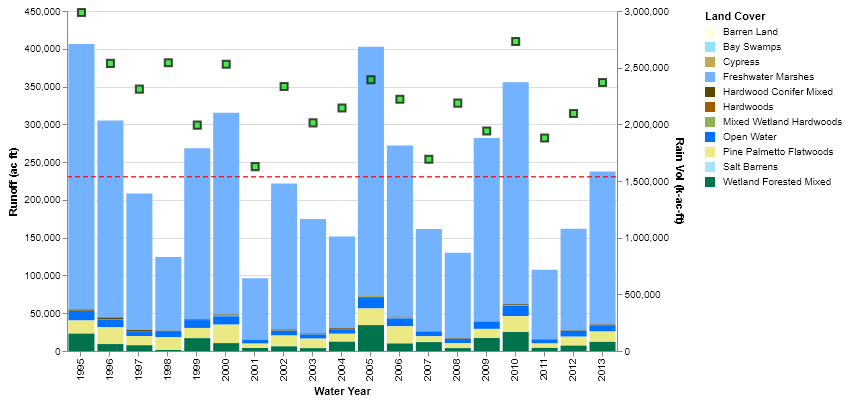 450,000
400,000
350,000
300,000
250,000
200,000
150,000
100,000
50,000
0
Runoff (ac ft)
3,000,000
2,500,000
2,000,000
1,500,000
1,000,000
500,000
0
Rain Vol (k-ac-ft)
1995
1996
1997
1998
1999
2000
2001
2002
2003
2004
2005
2006
2007
2008
2009
2010
2011
2012
2013
Water Year
Land Cover
Barren Land
Bay Swamps
Cypress
Freshwater Marshes
Hardwood Conifer Mixed
Hardwoods
Mixed Wetland Hardwoods
Open Water
Pine Palmetto Flatwoods
Salt Barrens
Wetland Forested Mixed